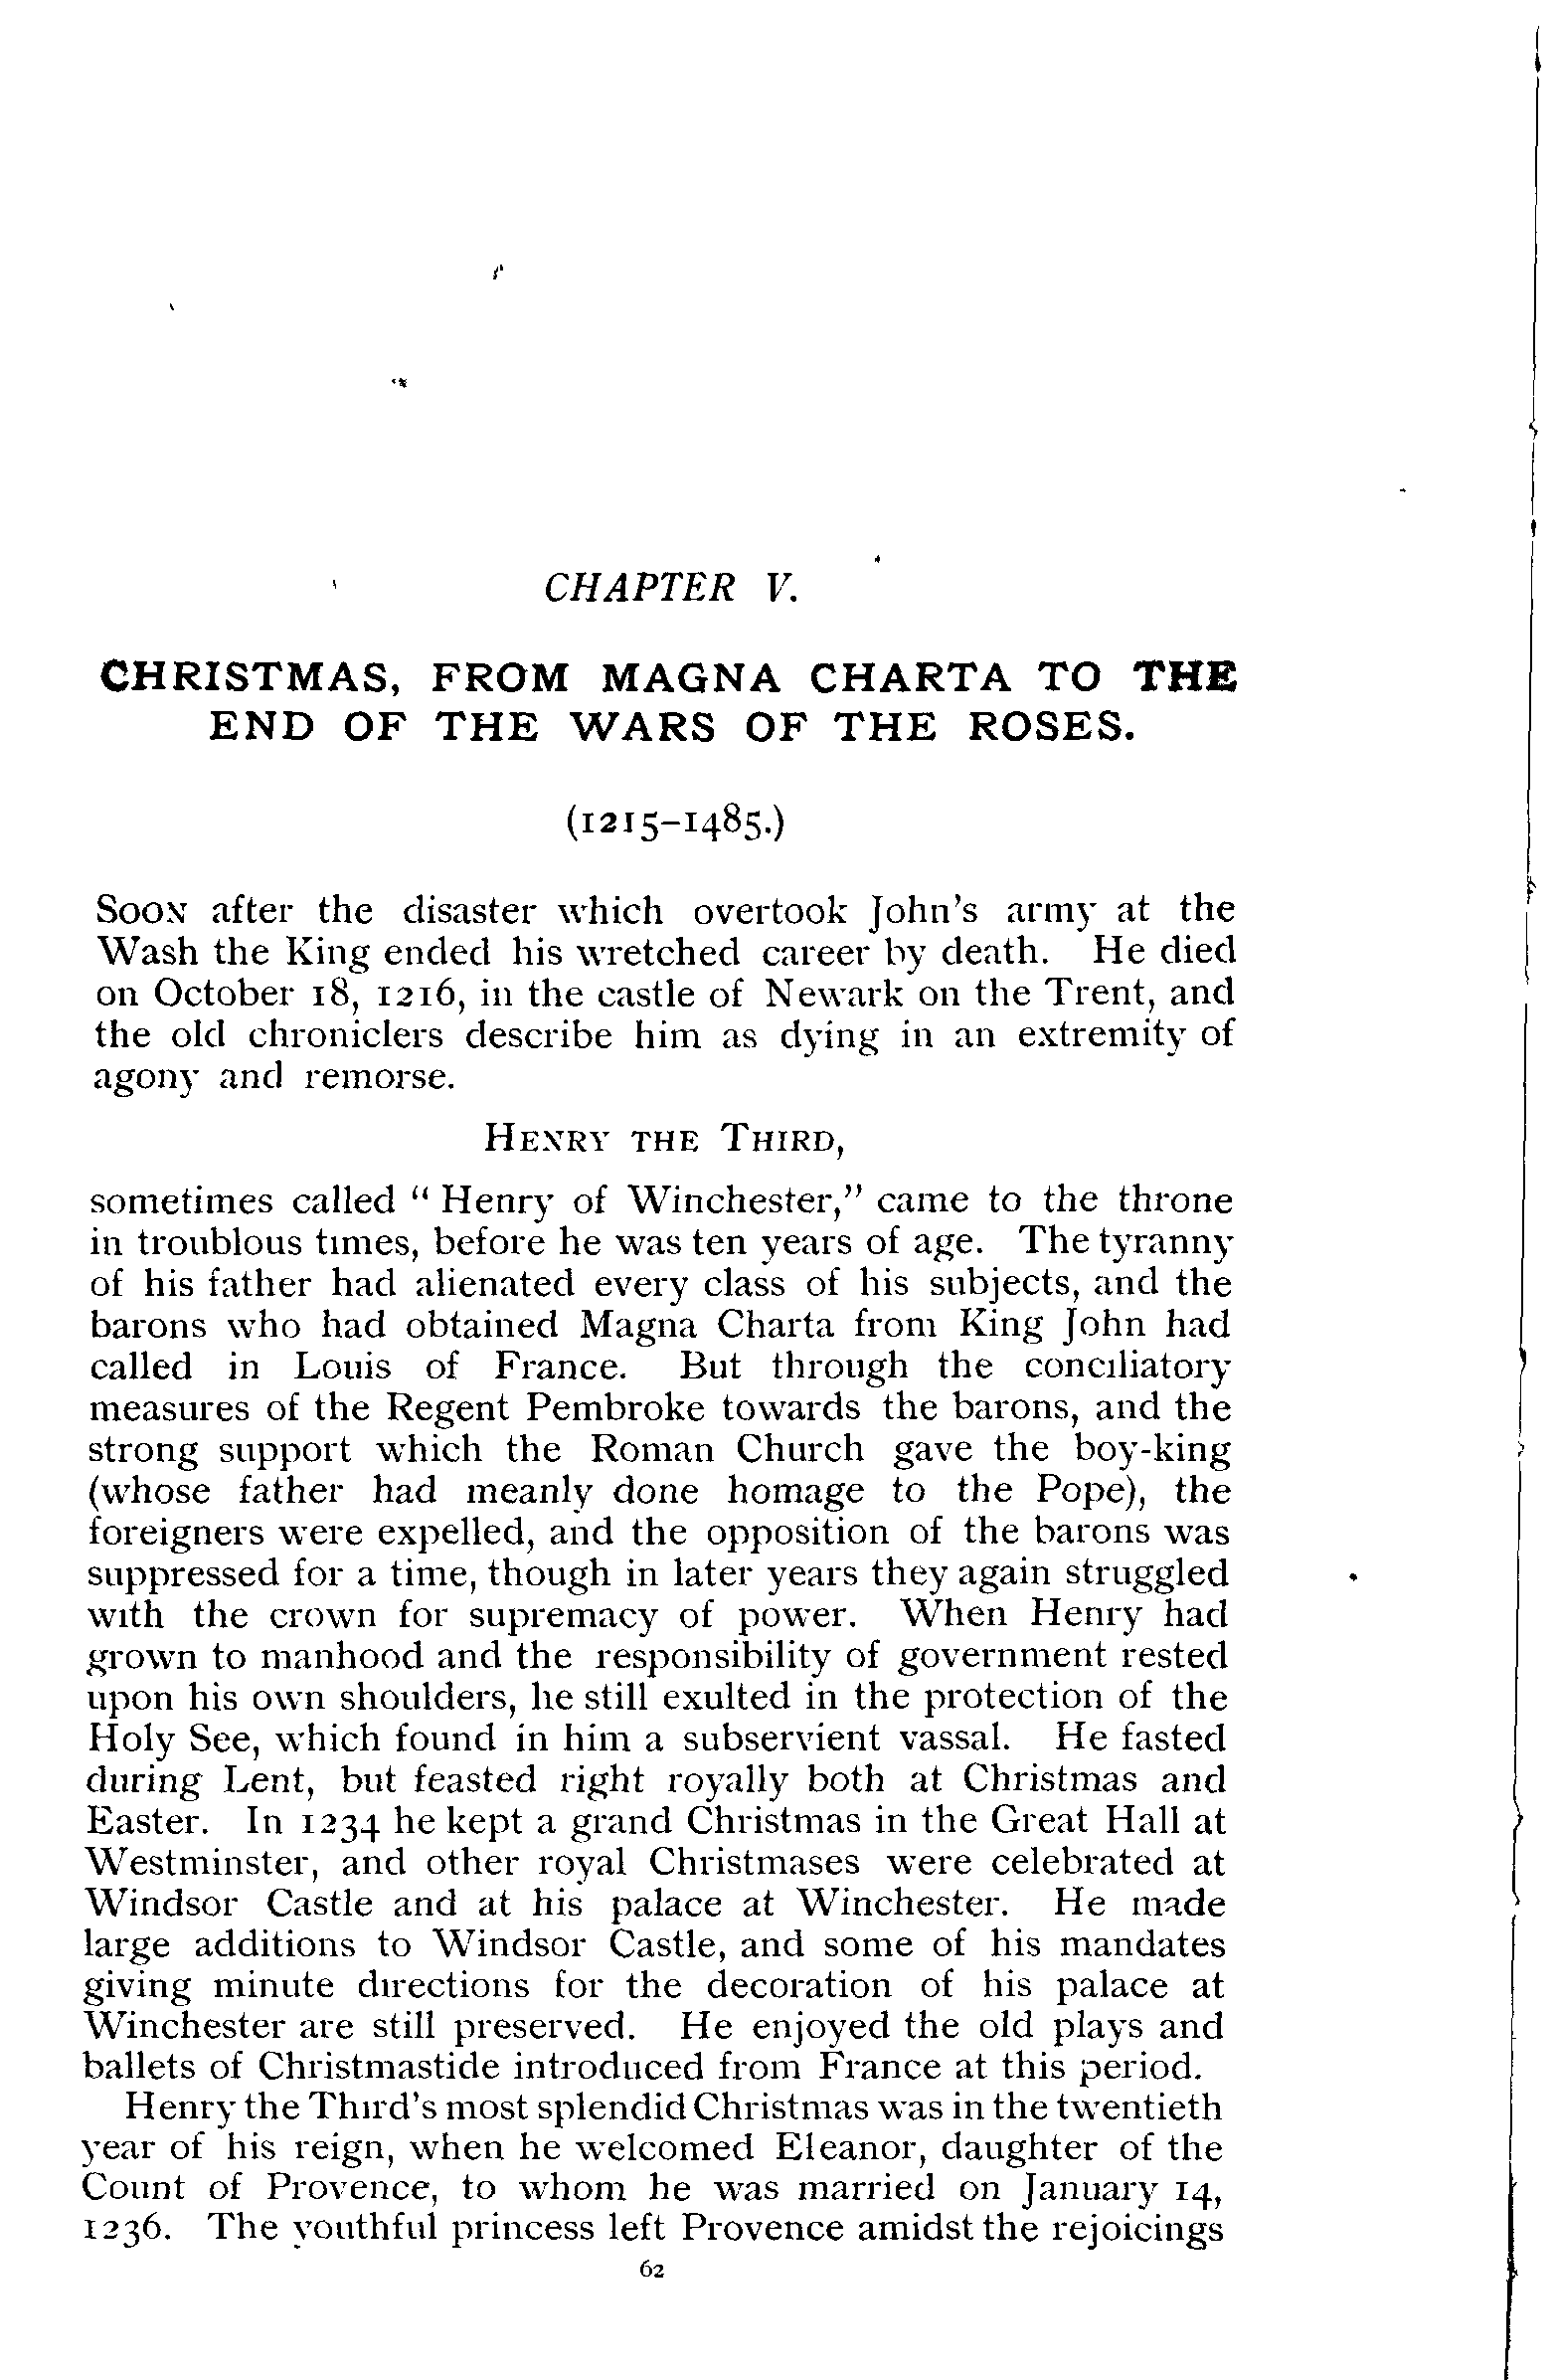 CHAPTER V.
CHRISTMAS, FROM MAGNA CHARTA TO THE
END OF THE WARS OF THE ROSES.
(1215–1485.)
SOON after the disaster which overtook John's army at the
Wash the King ended his wretched career by death. He died
on October 18, 1216, in the castle of Newark on the Trent, and
the old chroniclers describe him as dying in an extremity of
agony and remorse.
HENRY THE THIRD,
sometimes called "Henry of Winchester," came to the throne
in troublous times, before he was ten years of age. The tyranny
of his father had alienated every class of his subjects, and the
barons who had obtained Magna Charta from King John had
called in Louis of France. But through the conciliatory
measures of the Regent Pembroke towards the barons, and the
strong support which the Roman Church gave the boy-king
(whose father had meanly done homage to the Pope), the
foreigners were expelled, and the opposition of the barons was
suppressed for a time, though in later years they again struggled
with the crown for supremacy of power. When Henry had
grown to manhood and the responsibility of government rested
upon his own shoulders, he still exulted in the protection of the
Holy See, which found in him a subservient vassal. He fasted
during Lent, but feasted right royally both at Christmas and
Easter. In 1234 he kept a grand Christmas in the Great Hall at
Westminster, and other royal Christmases were celebrated at
Windsor Castle and at his palace at Winchester. He made
large additions to Windsor Castle, and some of his mandates
giving minute directions for the decoration of his palace at
Winchester are still preserved. He enjoyed the old plays and
ballets of Christmastide introduced from France at this period.
Henry the Third's most splendid Christmas was in the twentieth
year of his reign, when he welcomed Eleanor, daughter of the
Count of Provence, to whom he was married on January 14,
1236. The youthful princess left Provence amidst the rejoicings
62